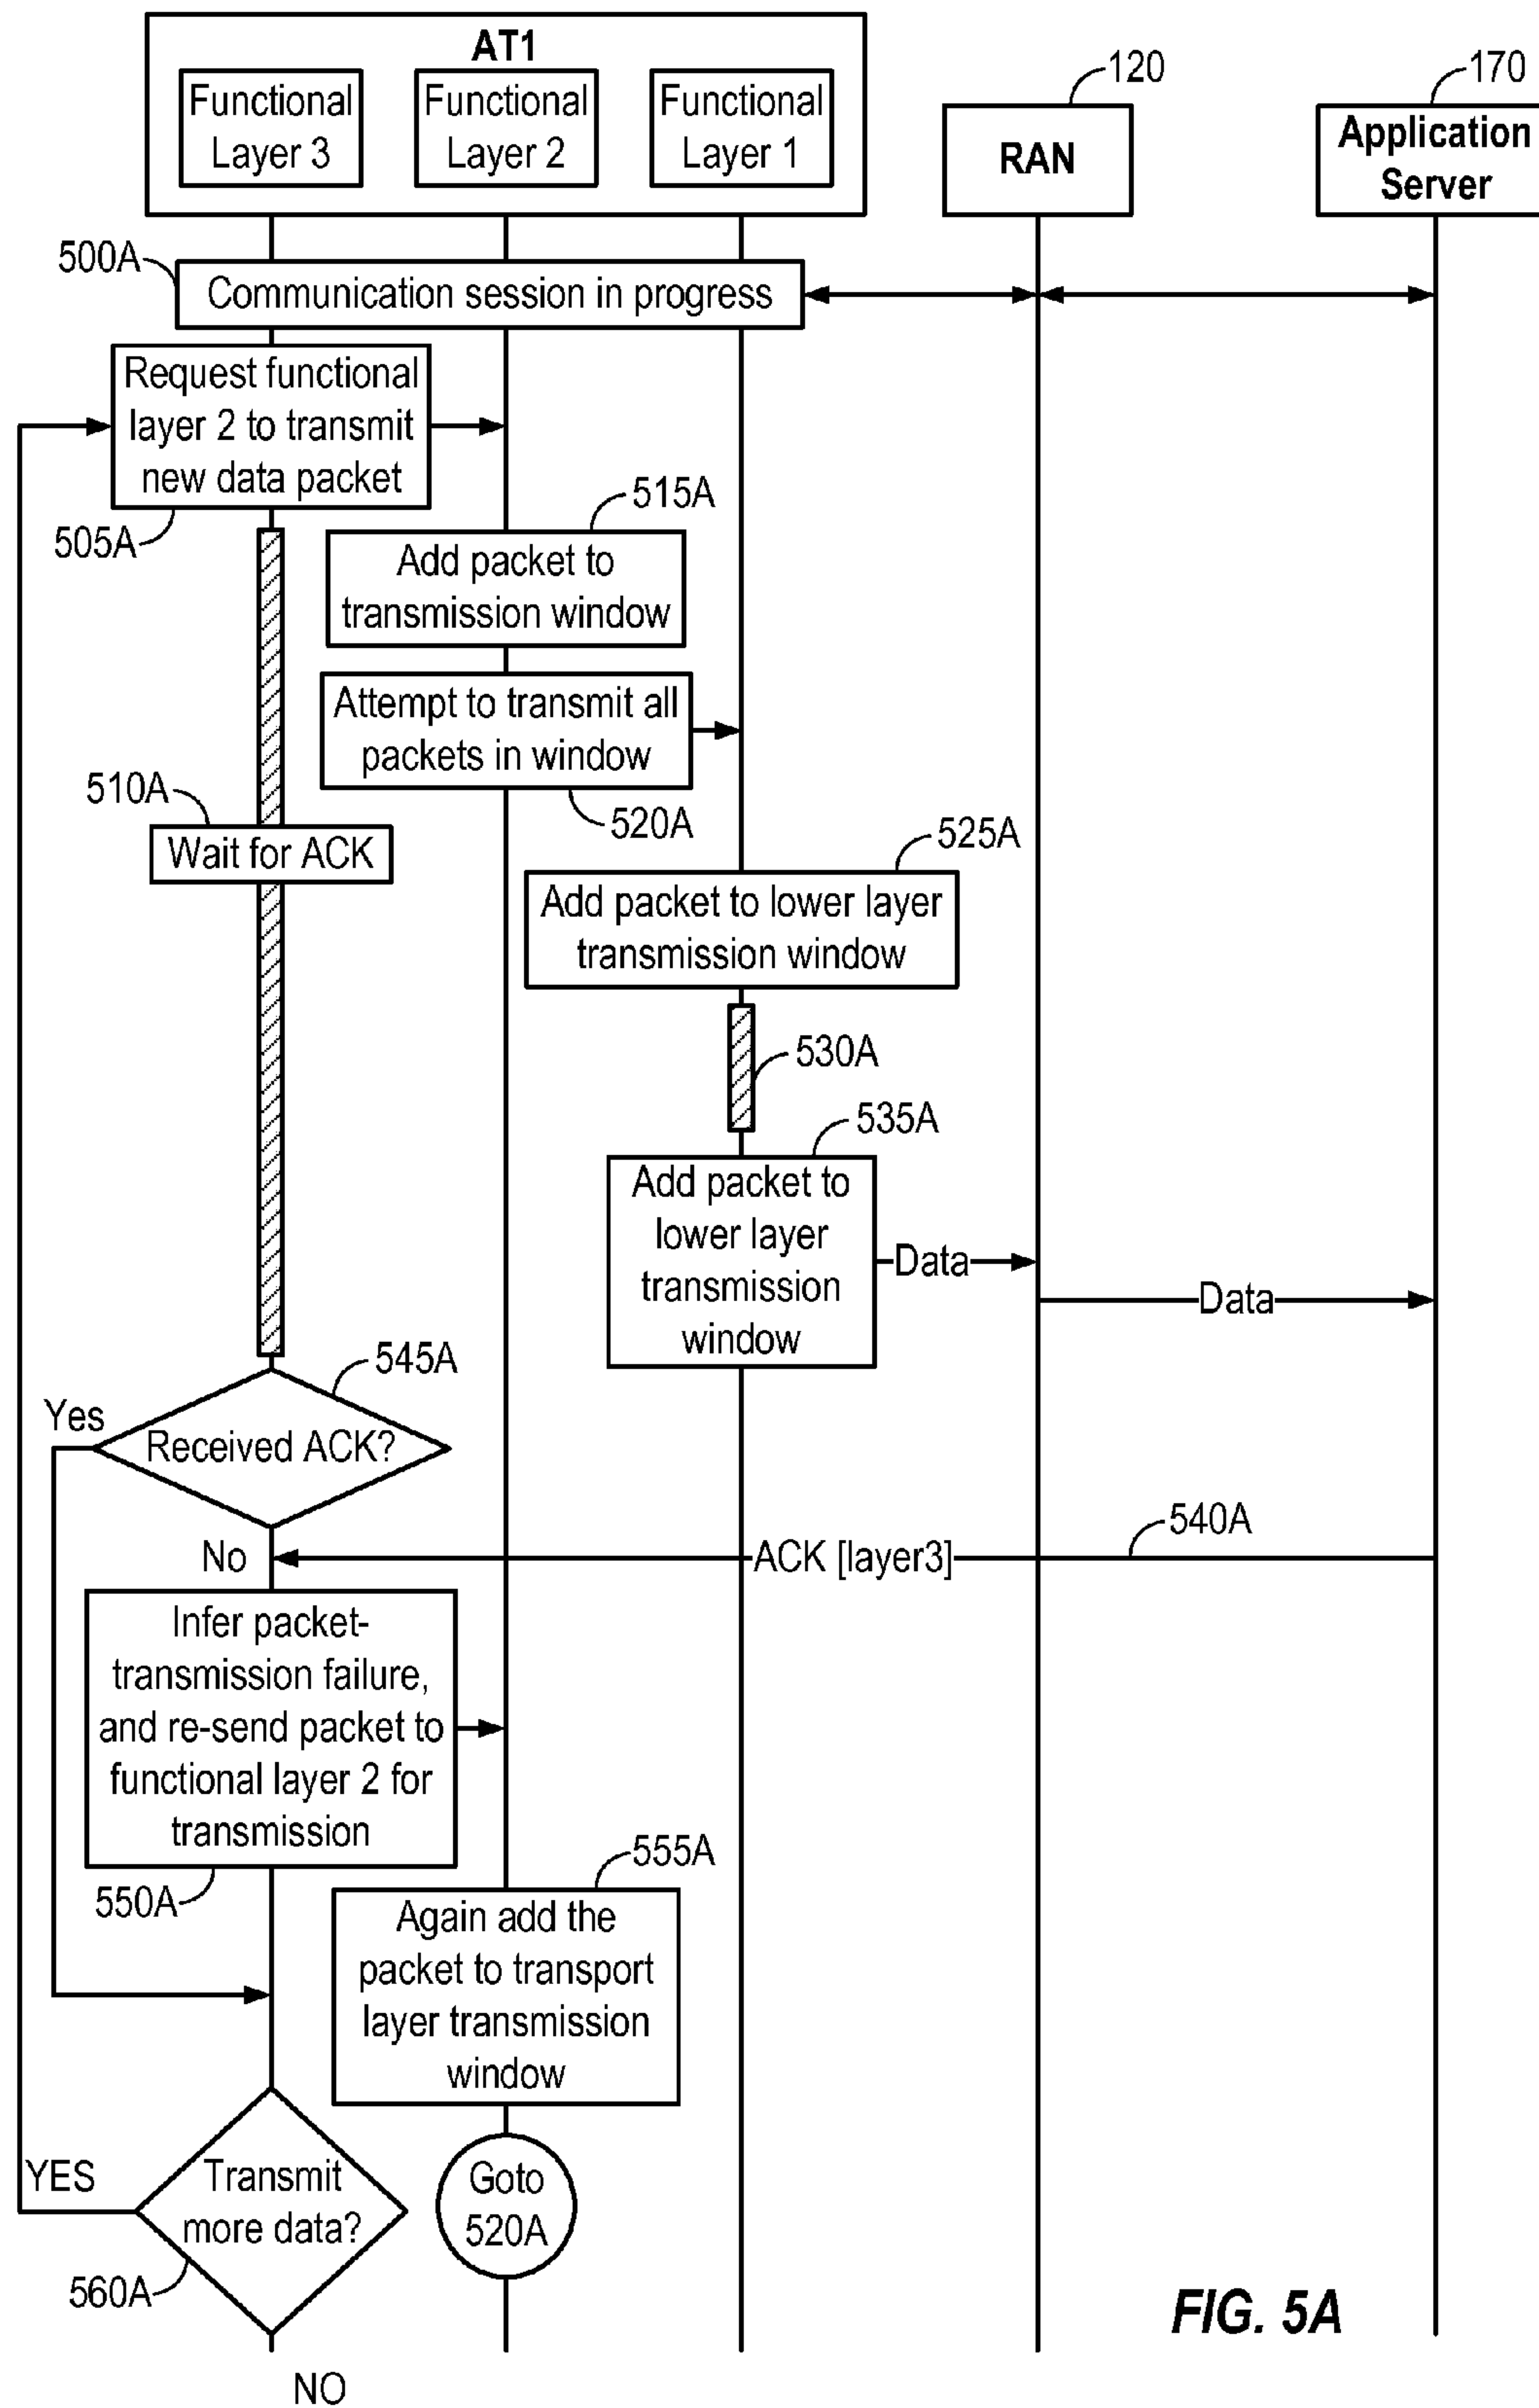 AT1
Functional
Layer 3
Functional
Layer 2
Functional
Layer 1
120
RAN
170
Application
Server
500A
Communication session in progress
Request functional
layer 2 to transmit
new data packet
505A
515A
Add packet to
transmission window
Attempt to transmit all
packets in window
520A
510A
Wait for ACK
525A
Add packet to lower layer
transmission window
530A
535A
Add packet to
lower layer
transmission
window
Data
Data
545A
Yes
Received ACK?
540A
No
ACK [layer3]
Infer packet-
transmission failure,
and re-send packet to
functional layer 2 for
transmission
550A
555A
Again add the
packet to transport
layer transmission
window
YES
Transmit
more data?
560A
Goto
520A
NO
FIG. 5A